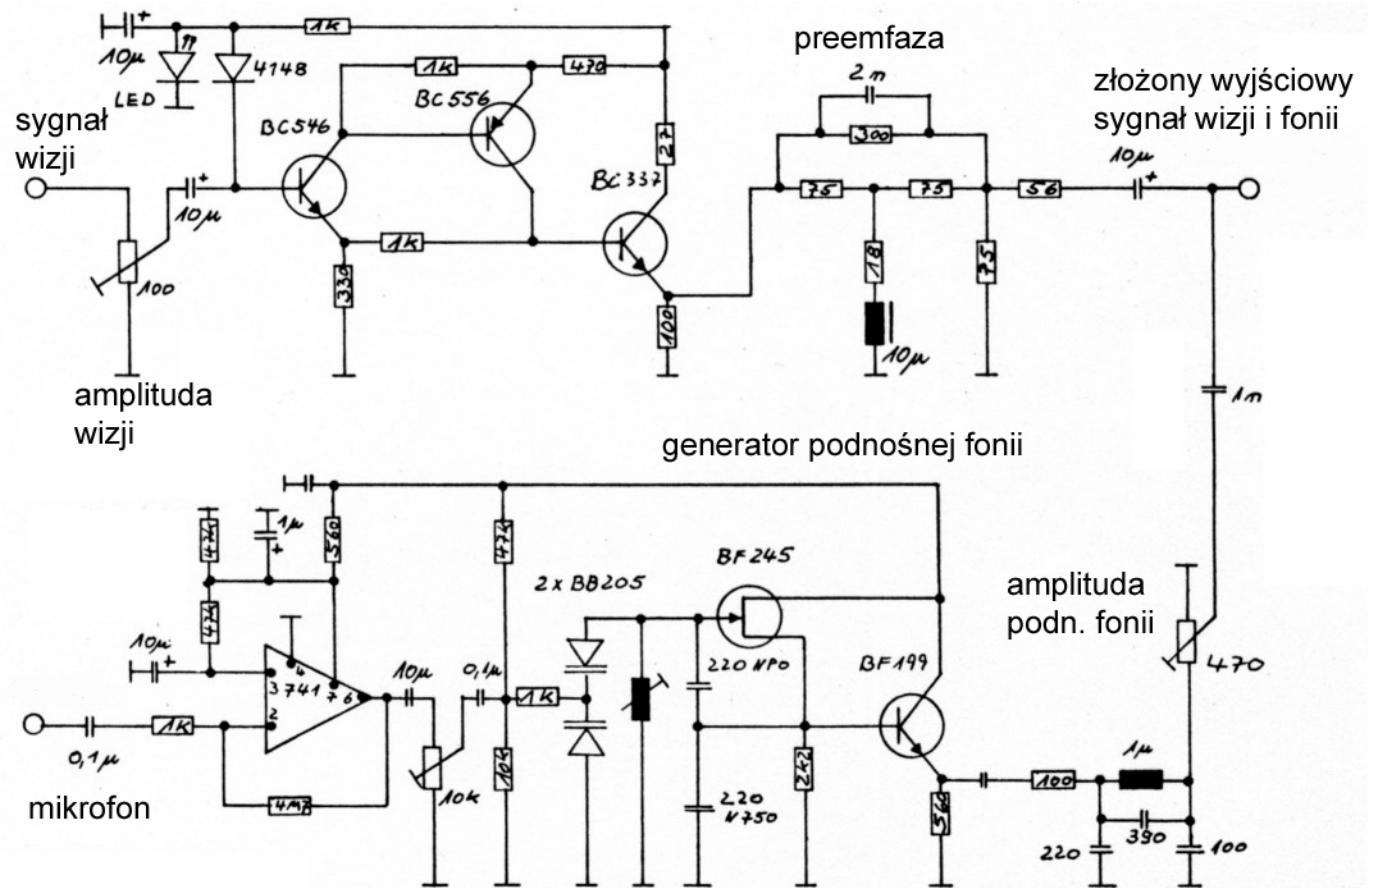 10µ
LED
4148
1k
1k
470
BC546
BC556
sygnał
wizji
10µ
100
amplituda
wizji
1k
330
BC337
27
100
preemfaza
2n
300
75
75
18
10µ
75
56
złożony wyjściowy
sygnał wizji i fonii
10µ
1n
generator podnośnej fonii
47k
1µ
560
47k
47k
10µ
3
741
4
7
6
2
1k
0,1µ
mikrofon
4M7
10µ
0,1µ
10k
1k
10k
2x BB205
BF245
220 NP0
220
N750
2k2
BF199
560
amplituda
podn. fonii
470
100
1µ
390
220
100